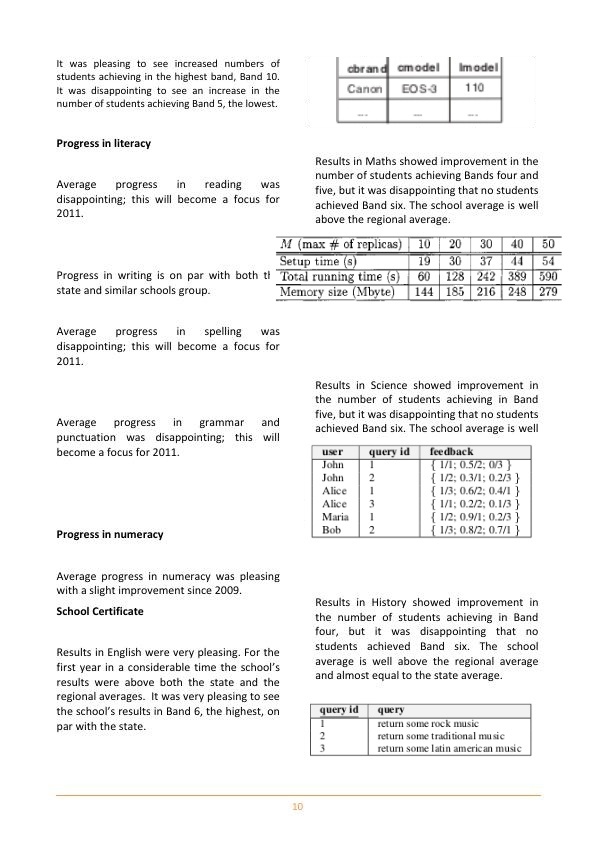 It was pleasing to see increased numbers of
students achieving in the highest band, Band 10.
It was disappointing to see an increase in the
number of students achieving Band 5, the lowest.
Progress in literacy
Average progress in reading was
disappointing; this will become a focus for
2011.
Progress in writing is on par with both th
state and similar schools group.
Average progress in spelling was
disappointing; this will become a focus for
2011.
Average progress in grammar and
punctuation was disappointing; this will
become a focus for 2011.
Progress in numeracy
Average progress in numeracy was pleasing
with a slight improvement since 2009.
School Certificate
Results in English were very pleasing. For the
first year in a considerable time the school's
results were above both the state and the
regional averages. It was very pleasing to see
the school's results in Band 6, the highest, on
par with the state.
cbrand cmodel lmodel
Canon EOS-3 110
... ... ...
Results in Maths showed improvement in the
number of students achieving Bands four and
five, but it was disappointing that no students
achieved Band six. The school average is well
above the regional average.
M (max # of replicas) 10 20 30 40 50
Setup time (s) 19 30 37 44 54
Total running time (s) 60 128 242 389 590
Memory size (Mbyte) 144 185 216 248 279
Results in Science showed improvement in
the number of students achieving in Band
five, but it was disappointing that no students
achieved Band six. The school average is well
user query id feedback
John 1 { 1/1; 0.5/2; 0/3 }
John 2 { 1/2; 0.3/1; 0.2/3 }
Alice 1 { 1/3; 0.6/2; 0.4/1 }
Alice 3 { 1/1; 0.2/2; 0.1/3 }
Maria 1 { 1/2; 0.9/1; 0.2/3 }
Bob 2 { 1/3; 0.8/2; 0.7/1 }
Results in History showed improvement in
the number of students achieving in Band
four, but it was disappointing that no
students achieved Band six. The school
average is well above the regional average
and almost equal to the state average.
query id query
1 return some rock music
2 return some traditional music
3 return some latin american music
10